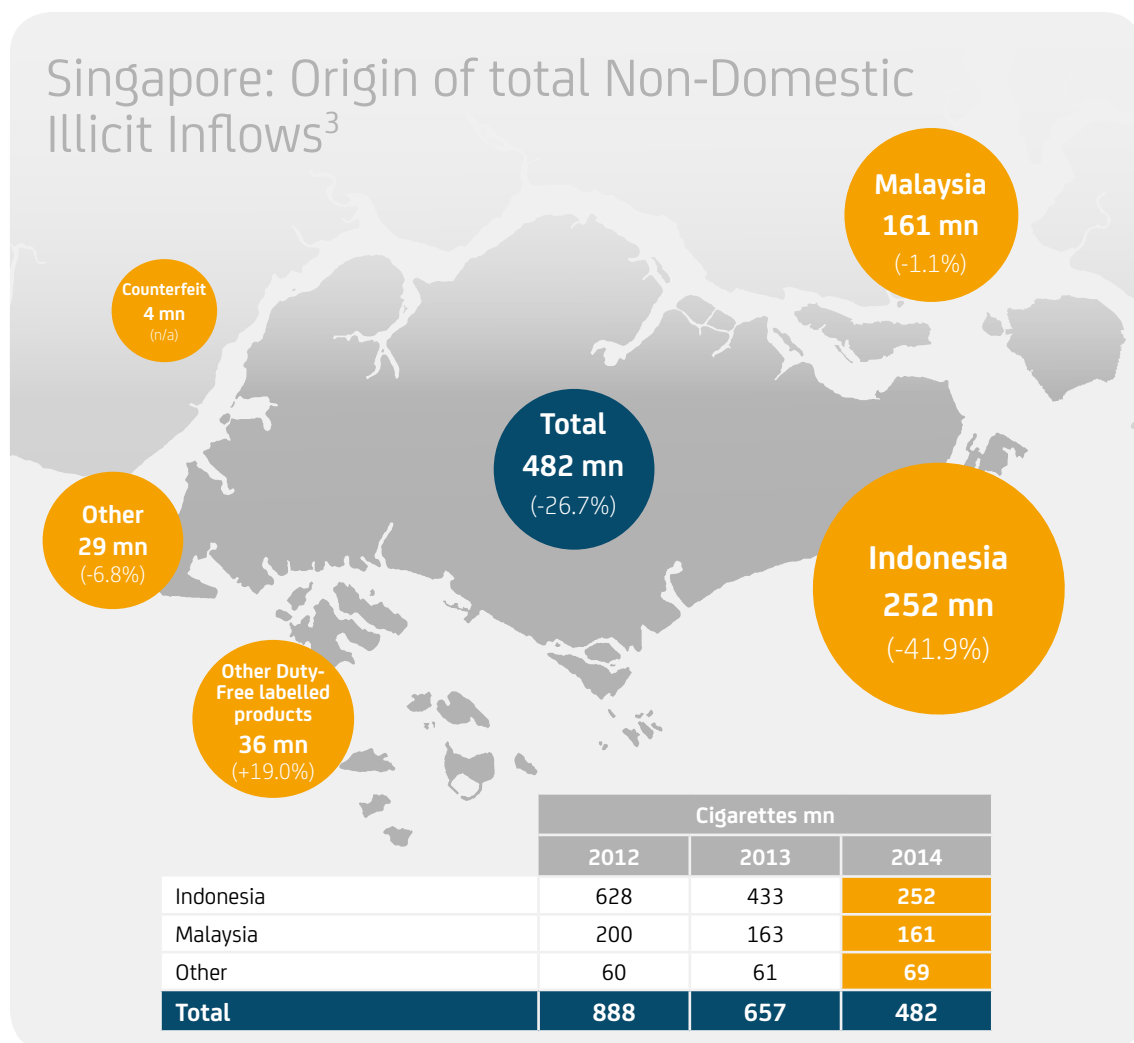 Singapore: Origin of total Non-Domestic
Illicit Inflows³
Malaysia
161 mn
(-1.1%)
Counterfeit
4 mn
(n/a)
Total
482 mn
(-26.7%)
Other
29 mn
(-6.8%)
Indonesia
252 mn
(-41.9%)
Other Duty-
Free labelled
products
36 mn
(+19.0%)
Cigarettes mn
2012 2013 2014
Indonesia 628 433 252
Malaysia 200 163 161
Other 60 61 69
Total 888 657 482